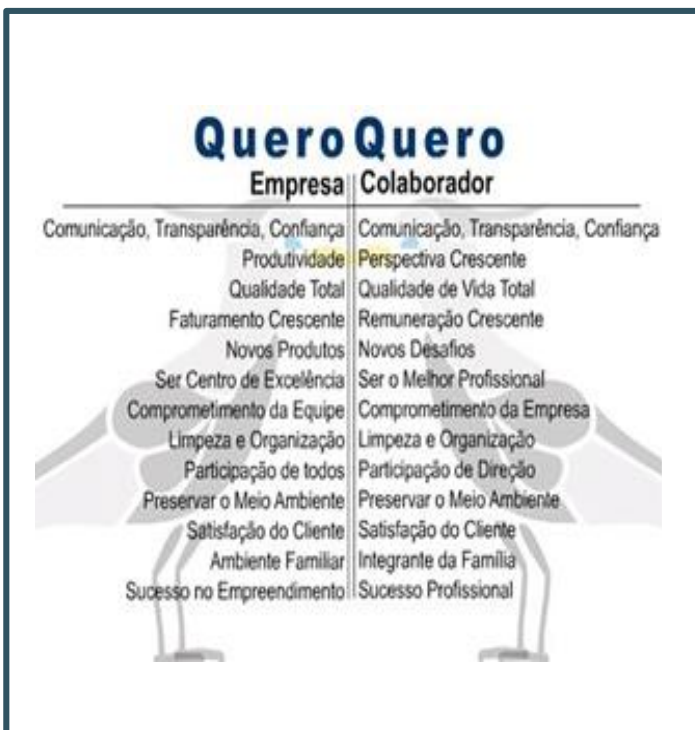 Quero Quero
Empresa Colaborador
Comunicação, Transparência, Confiança Comunicação, Transparência, Confiança
Produtividade Perspectiva Crescente
Qualidade Total Qualidade de Vida Total
Faturamento Crescente Remuneração Crescente
Novos Produtos Novos Desafios
Ser Centro de Excelência Ser o Melhor Profissional
Comprometimento da Equipe Comprometimento da Empresa
Limpeza e Organização Limpeza e Organização
Participação de todos Participação de Direção
Preservar o Meio Ambiente Preservar o Meio Ambiente
Satisfação do Cliente Satisfação do Cliente
Ambiente Familiar Integrante da Família
Sucesso no Empreendimento Sucesso Profissional